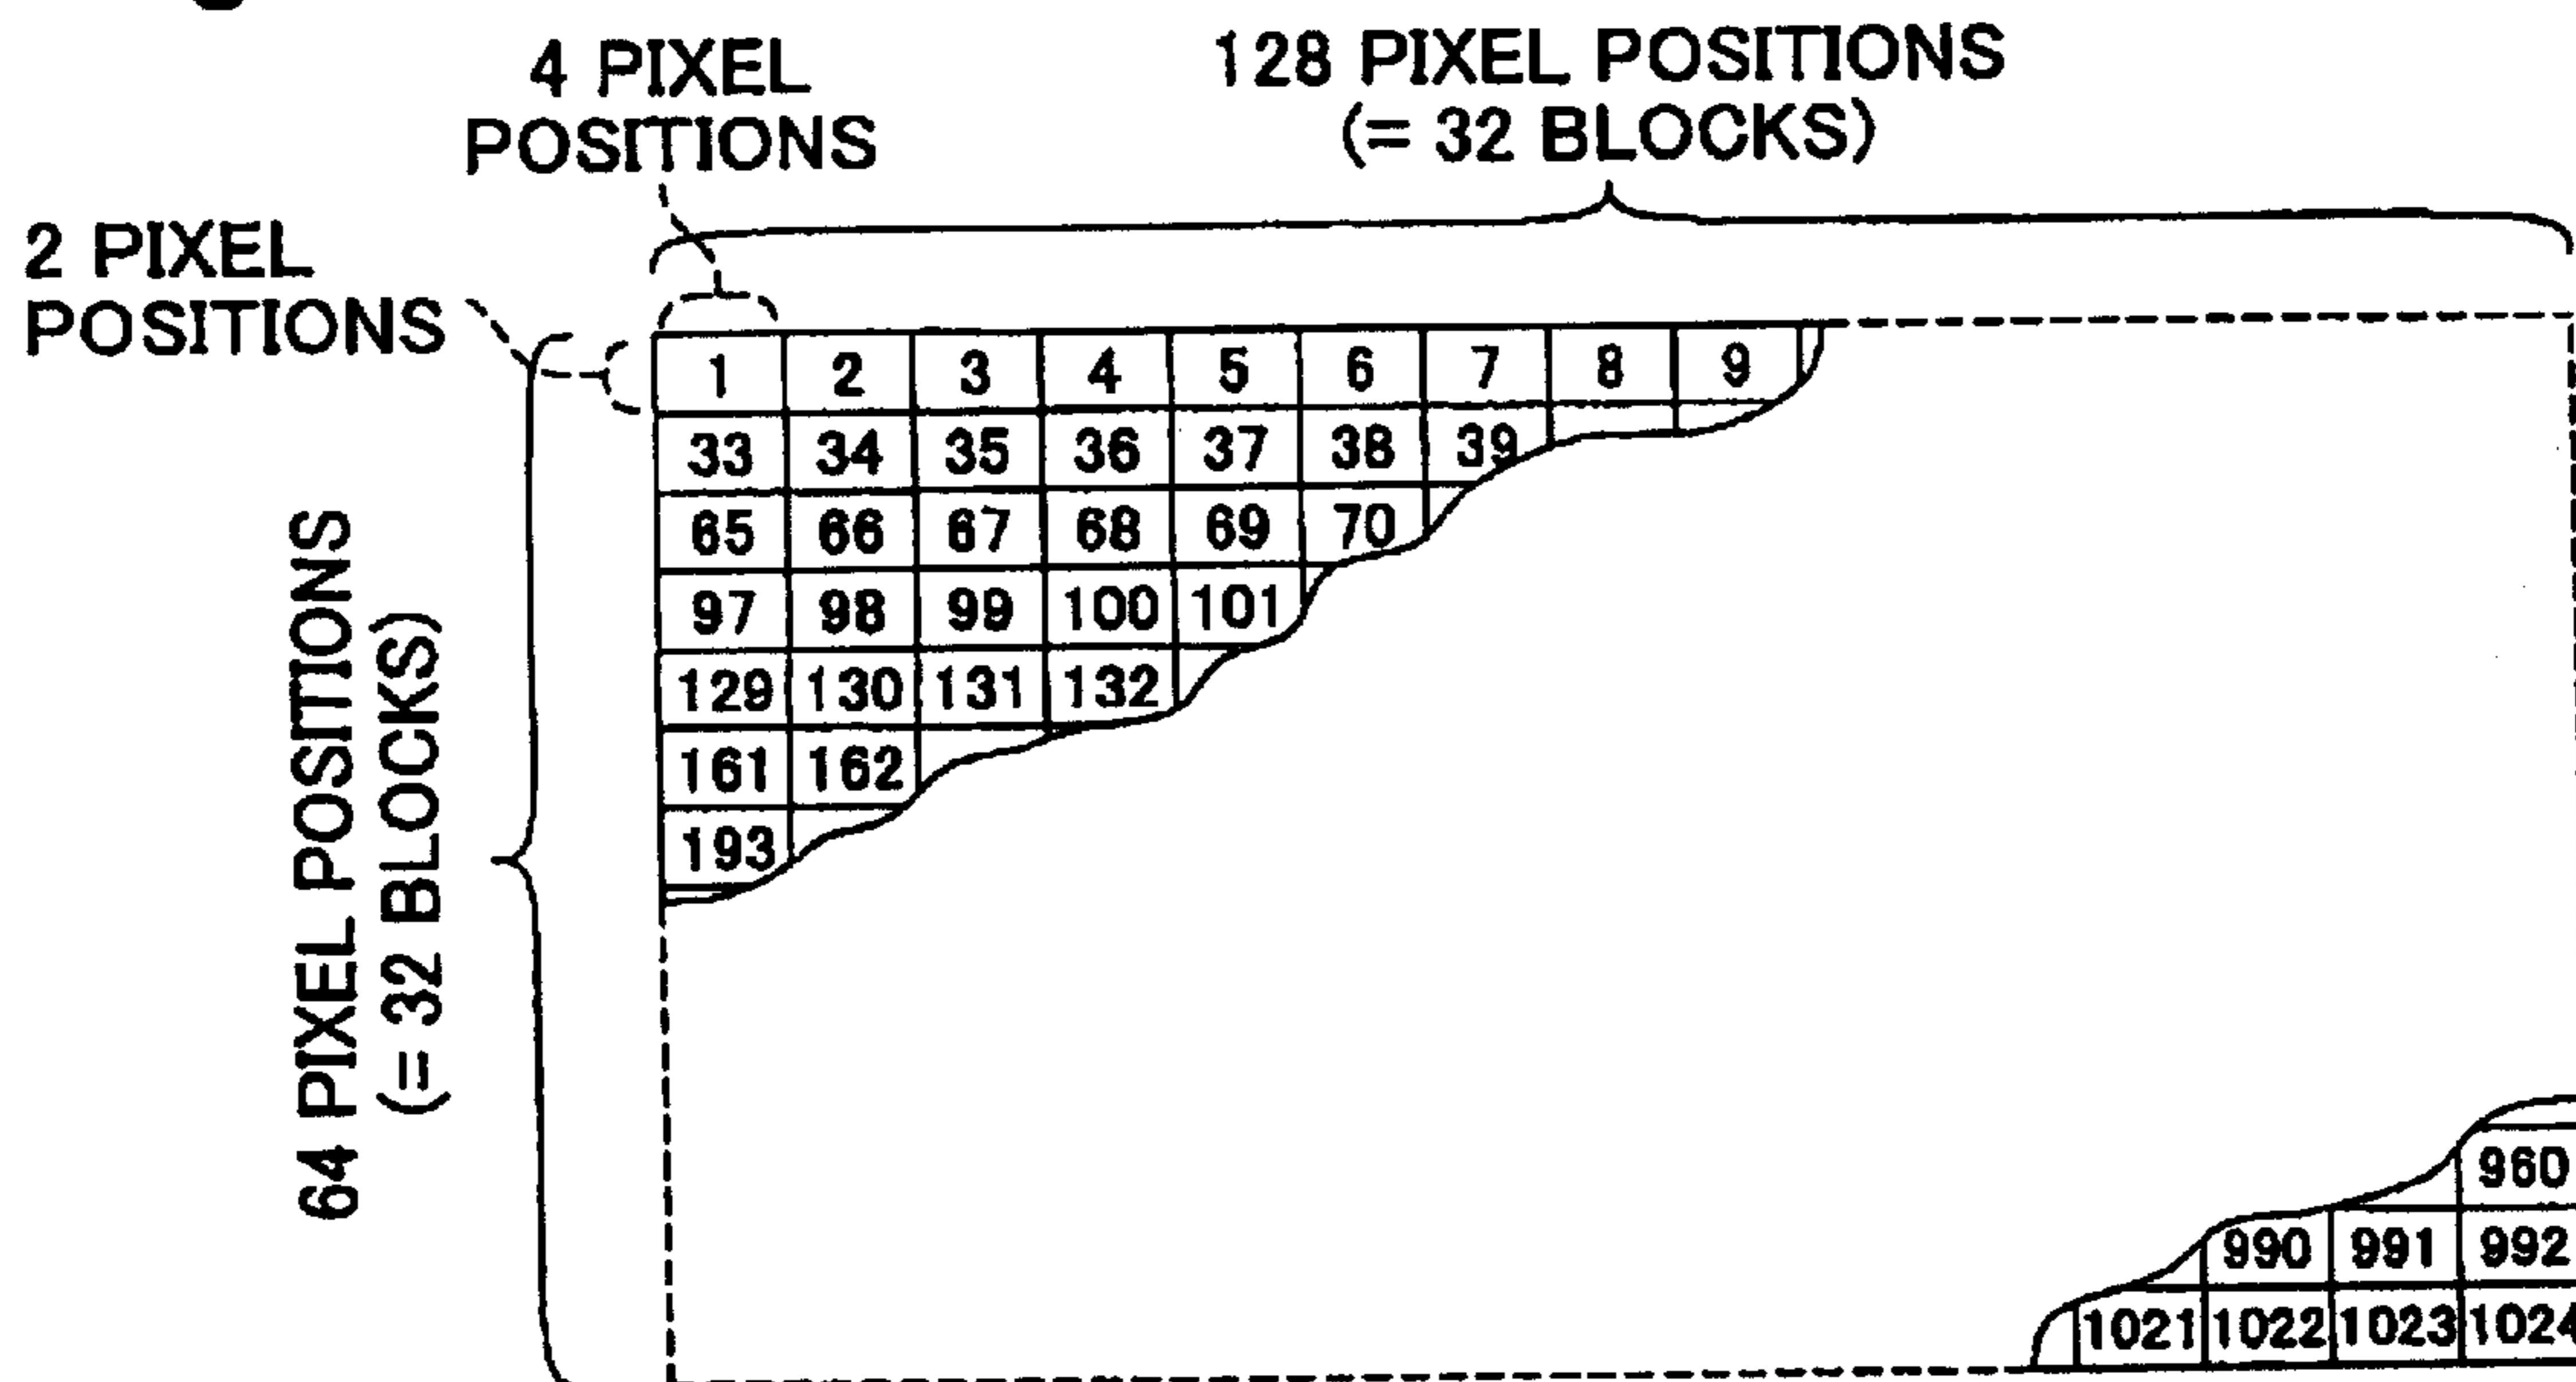 4 PIXEL
POSITIONS
128 PIXEL POSITIONS
(= 32 BLOCKS)
2 PIXEL
POSITIONS
64 PIXEL POSITIONS
(= 32 BLOCKS)
1 2 3 4 5 6 7 8 9
33 34 35 36 37 38 39
65 66 67 68 69 70
97 98 99 100 101
129 130 131 132
161 162
193
960
990 991 992
1021 1022 1023 1024